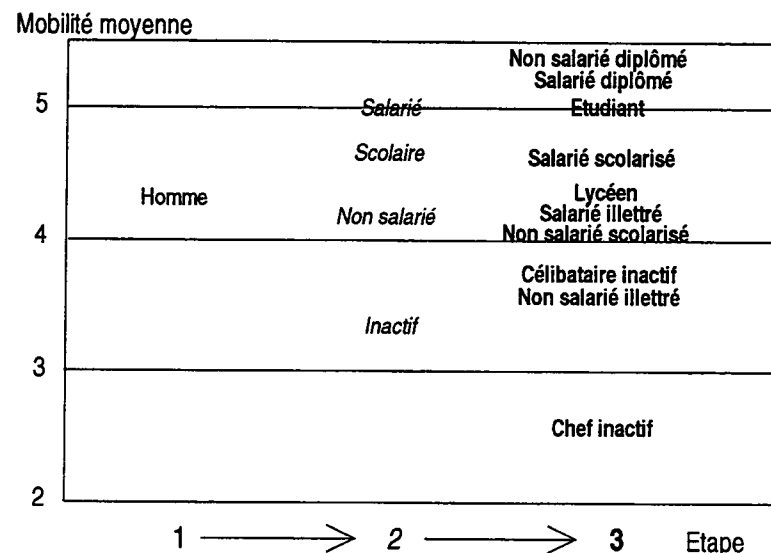 Mobilité moyenne
Non salarié diplômé
Salarié diplômé
5
Salarié
Etudiant
Scolaire
Salarié scolarisé
Homme
Lycéen
Non salarié
Salarié illettré
4
Non salarié scolarisé
Célibataire inactif
Non salarié illettré
Inactif
3
Chef inactif
2
1 2 3 Etape